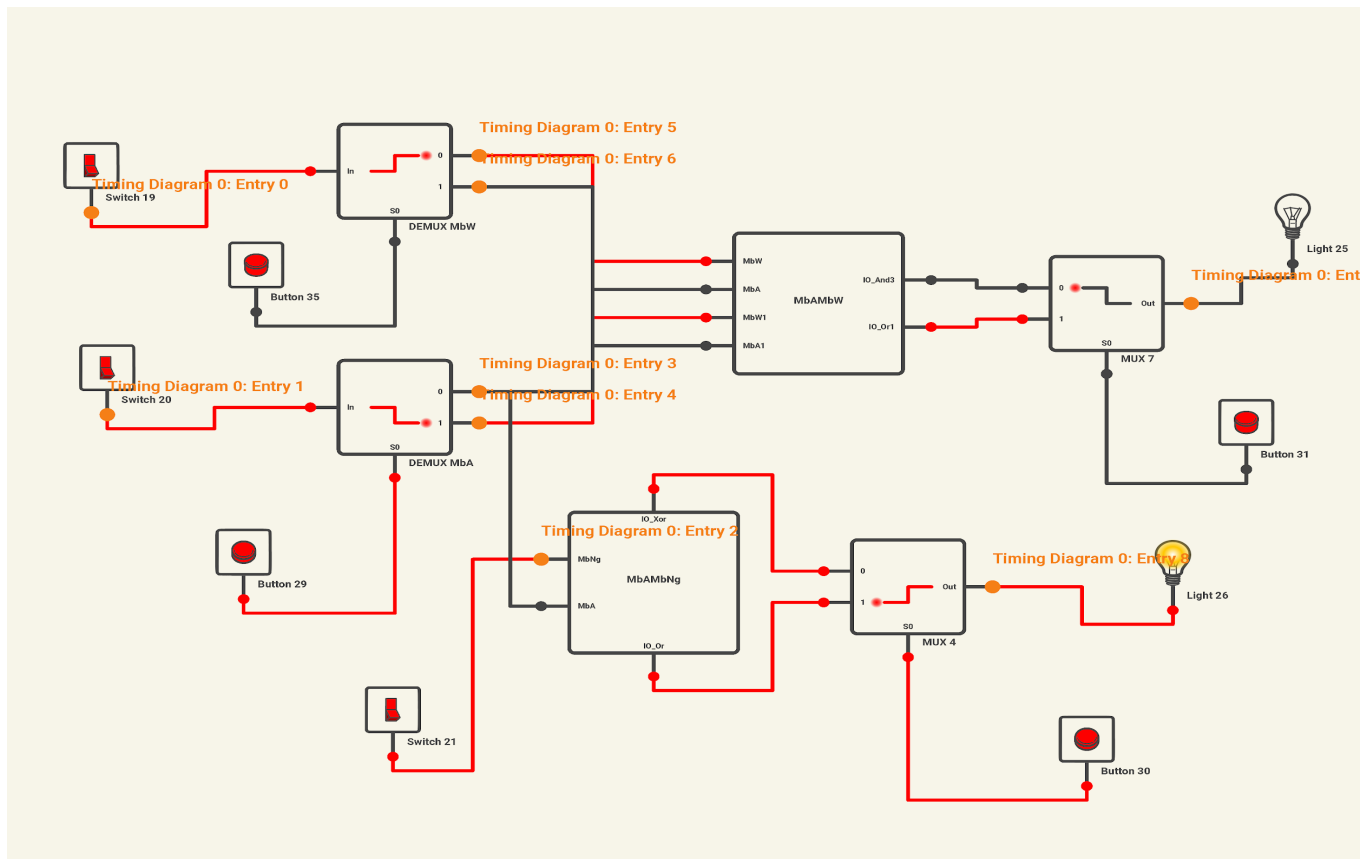 Timing Diagram 0: Entry 5
0
Timing Diagram 0: Entry 6
In
1
Timing Diagram 0: Entry 0
Switch 19
S0
DEMUX MbW
Light 25
MbW
Timing Diagram 0: Ent
IO_And3
0
MbA
Button 35
MbAMbW
Out
MbW1
1
IO_Or1
S0
MbA1
MUX 7
Timing Diagram 0: Entry 3
0
Timing Diagram 0: Entry 1
Timing Diagram 0: Entry 4
Switch 20
In
1
S0
DEMUX MbA
Button 31
IO_Xor
Timing Diagram 0: Entry 2
MbNg
Timing Diagram 0: Entry 8
0
MbAMbNg
Button 29
Out
Light 26
1
MbA
S0
MUX 4
IO_Or
Switch 21
Button 30